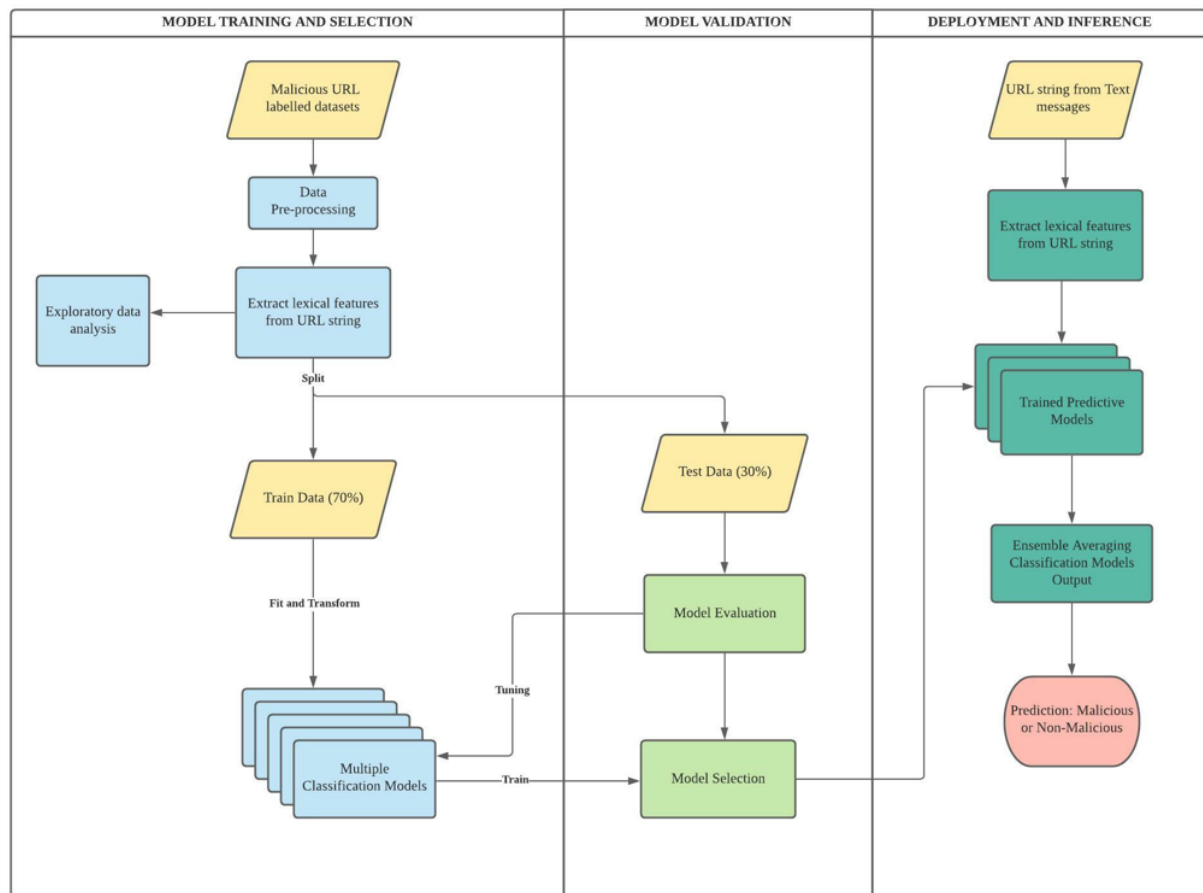 MODEL TRAINING AND SELECTION
MODEL VALIDATION
DEPLOYMENT AND INFERENCE
Malicious URL
labelled datasets
Data
Pre-processing
Extract lexical features
from URL string
Exploratory data
analysis
Split
Train Data (70%)
Fit and Transform
Multiple
Classification Models
Tuning
Train
Test Data (30%)
Model Evaluation
Model Selection
URL string from Text
messages
Extract lexical features
from URL string
Trained Predictive
Models
Ensemble Averaging
Classification Models
Output
Prediction: Malicious
or Non-Malicious